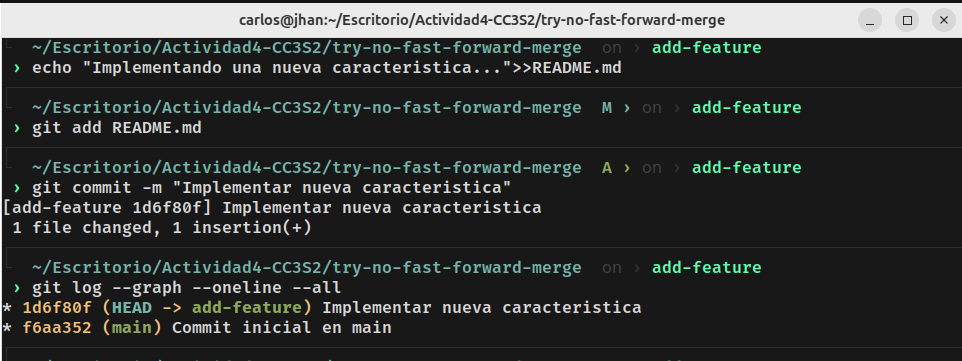 carlos@jhan:~/Escritorio/Actividad4-CC3S2/try-no-fast-forward-merge
~/Escritorio/Actividad4-CC3S2/try-no-fast-forward-merge on › add-feature
› echo "Implementando una nueva caracteristica...">>README.md
~/Escritorio/Actividad4-CC3S2/try-no-fast-forward-merge M › on › add-feature
› git add README.md
~/Escritorio/Actividad4-CC3S2/try-no-fast-forward-merge A › on › add-feature
› git commit -m "Implementar nueva caracteristica"
[add-feature 1d6f80f] Implementar nueva caracteristica
1 file changed, 1 insertion(+)
~/Escritorio/Actividad4-CC3S2/try-no-fast-forward-merge on › add-feature
› git log --graph --oneline --all
* 1d6f80f (HEAD -> add-feature) Implementar nueva caracteristica
* f6aa352 (main) Commit inicial en main